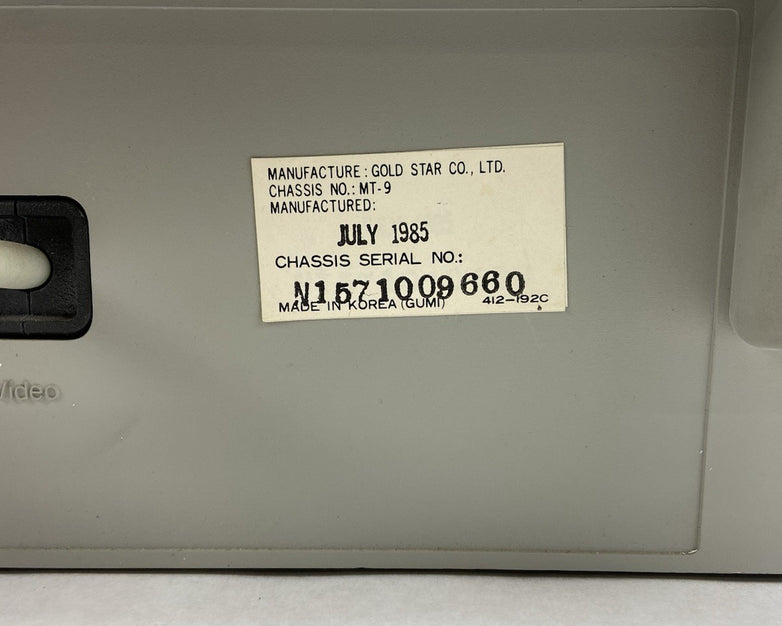 MANUFACTURE: GOLD STAR CO., LTD.
CHASSIS NO.: MT-9
MANUFACTURED:
JULY 1985
CHASSIS SERIAL NO.:
N1571009660
MADE IN KOREA (GUMI) 412-192C
Video